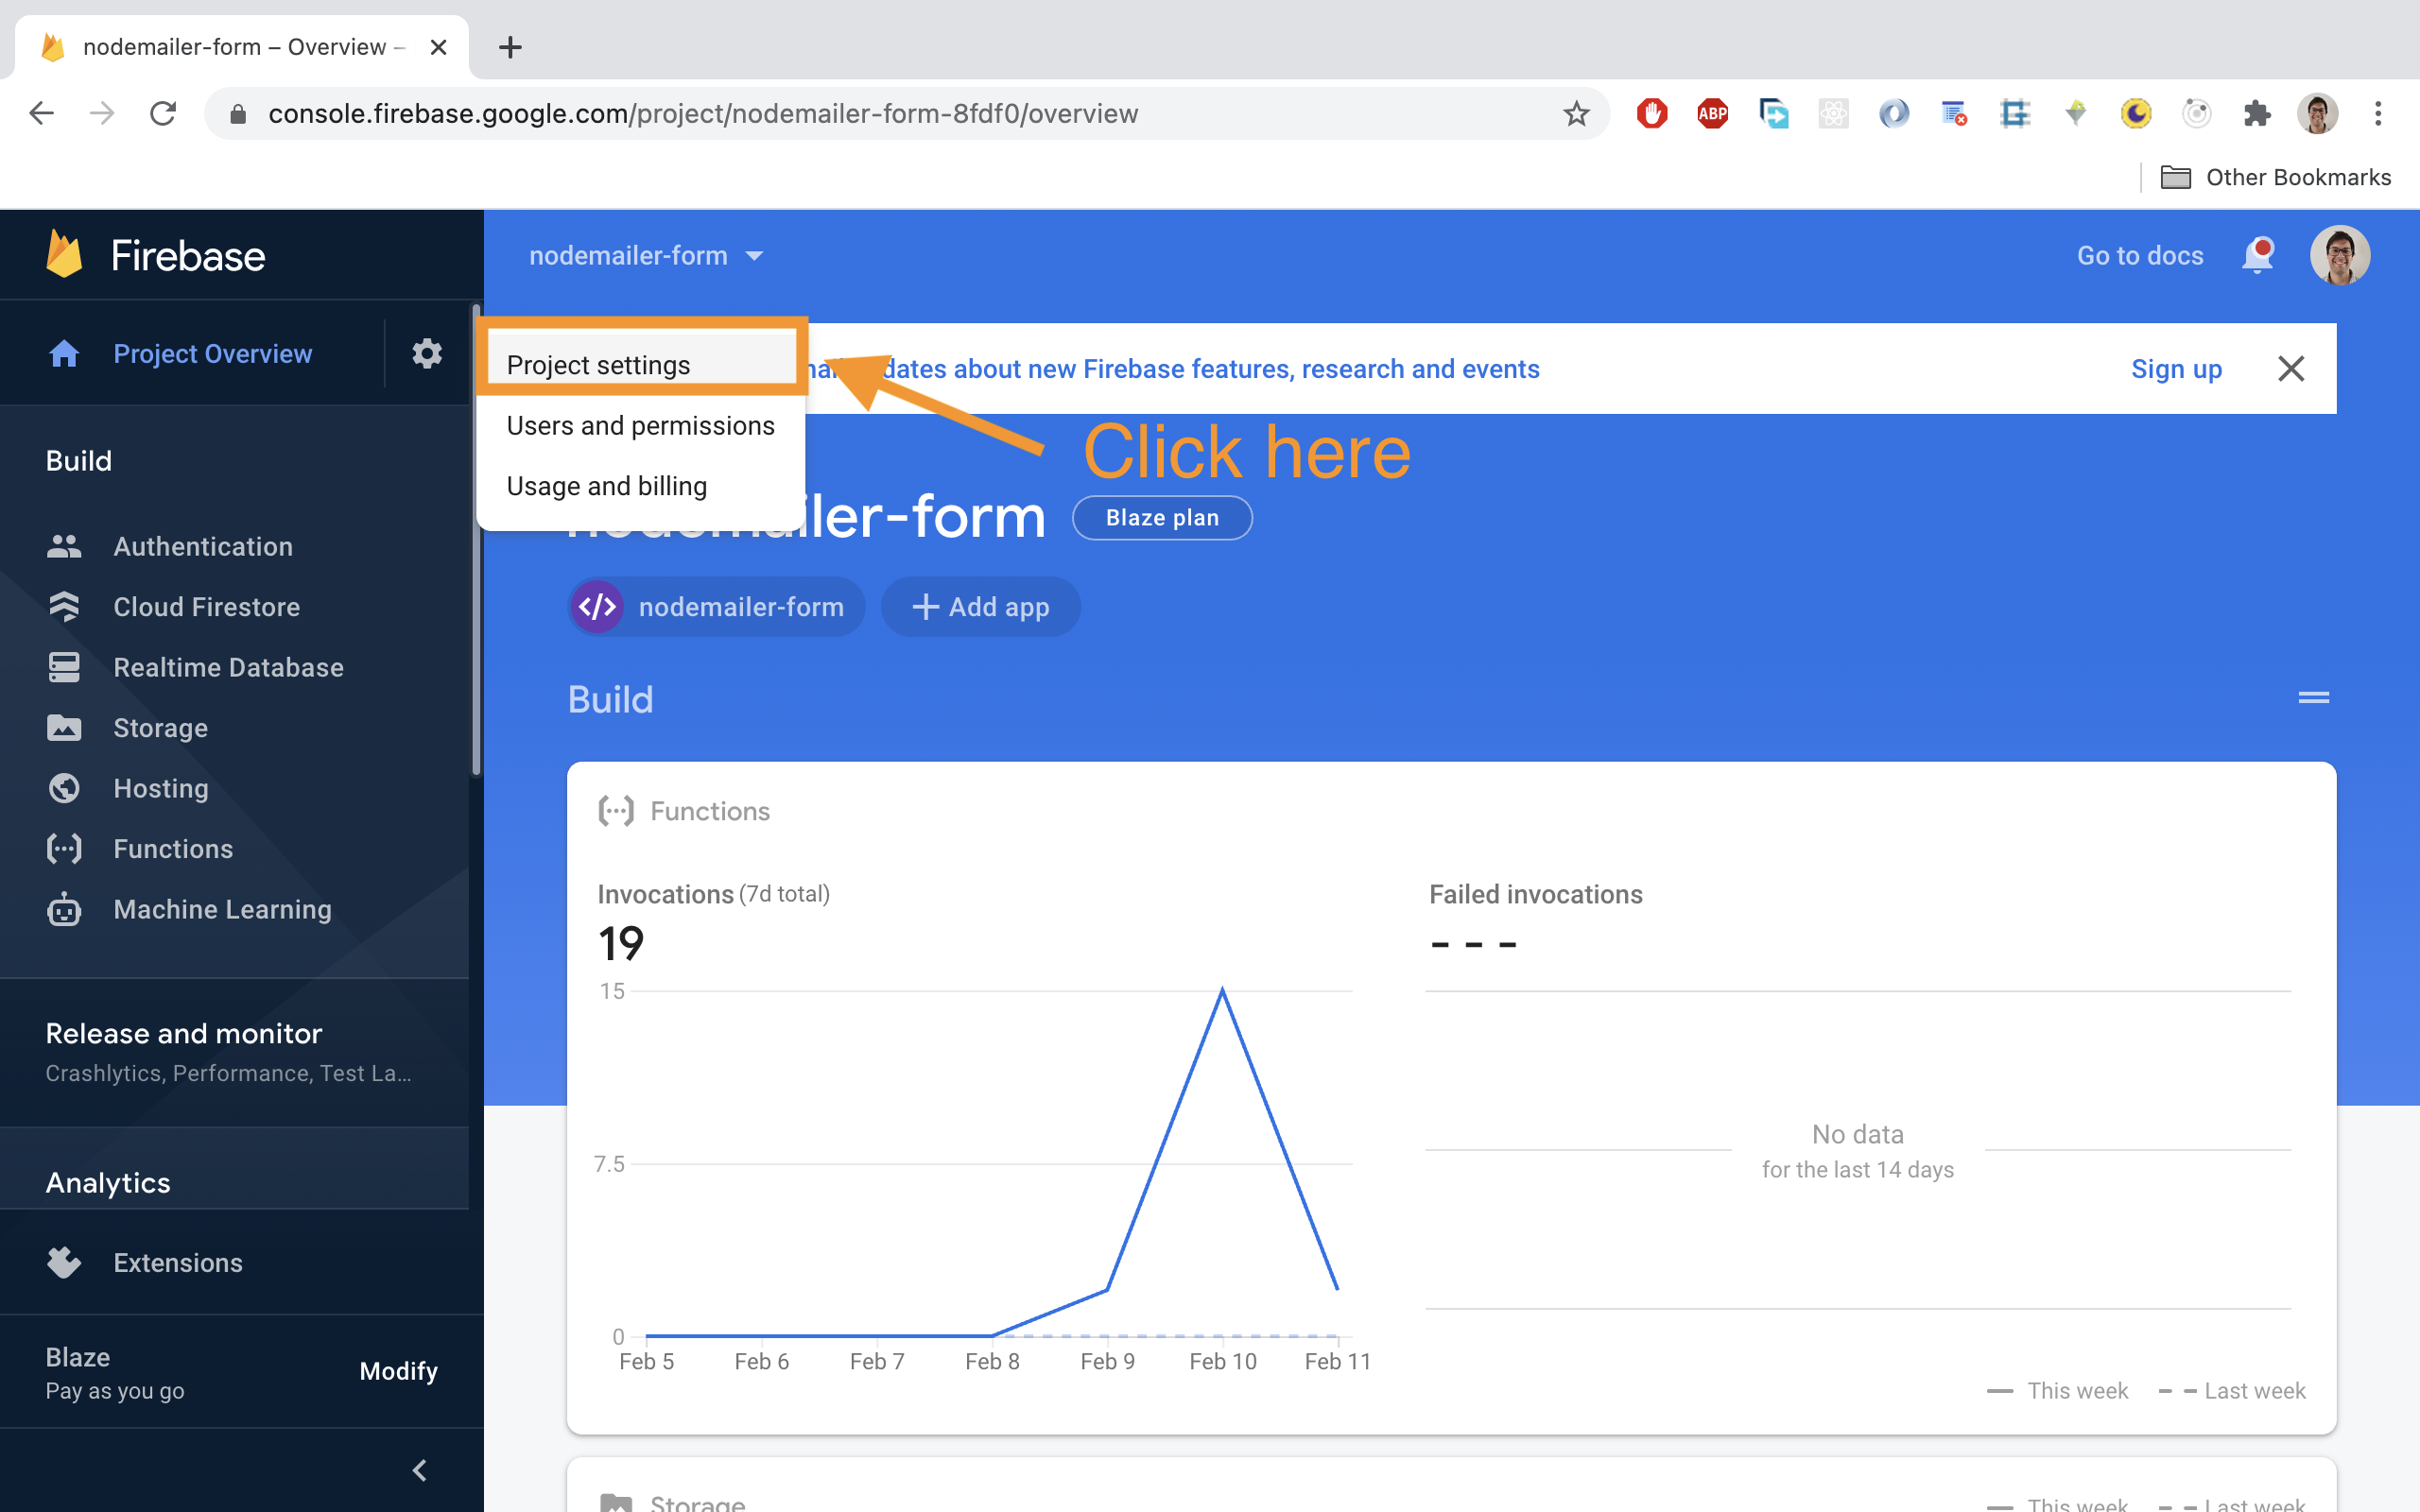 nodemailer-form – Overview –
console.firebase.google.com/project/nodemailer-form-8fdf0/overview
ABP
Other Bookmarks
Firebase
nodemailer-form
Go to docs
Project Overview
Project settings
Users and permissions
Usage and billing
dates about new Firebase features, research and events
Sign up
Click here
Build
Authentication
Cloud Firestore
Realtime Database
Storage
Hosting
Functions
Machine Learning
Release and monitor
Crashlytics, Performance, Test La...
Analytics
Extensions
Blaze
Pay as you go
Modify
nodemailer-form
Blaze plan
</> nodemailer-form
+ Add app
Build
Functions
Invocations (7d total)
19
15
7.5
0
Feb 5 Feb 6 Feb 7 Feb 8 Feb 9 Feb 10 Feb 11
Failed invocations
- - -
No data
for the last 14 days
This week Last week
Storage
This week Last week